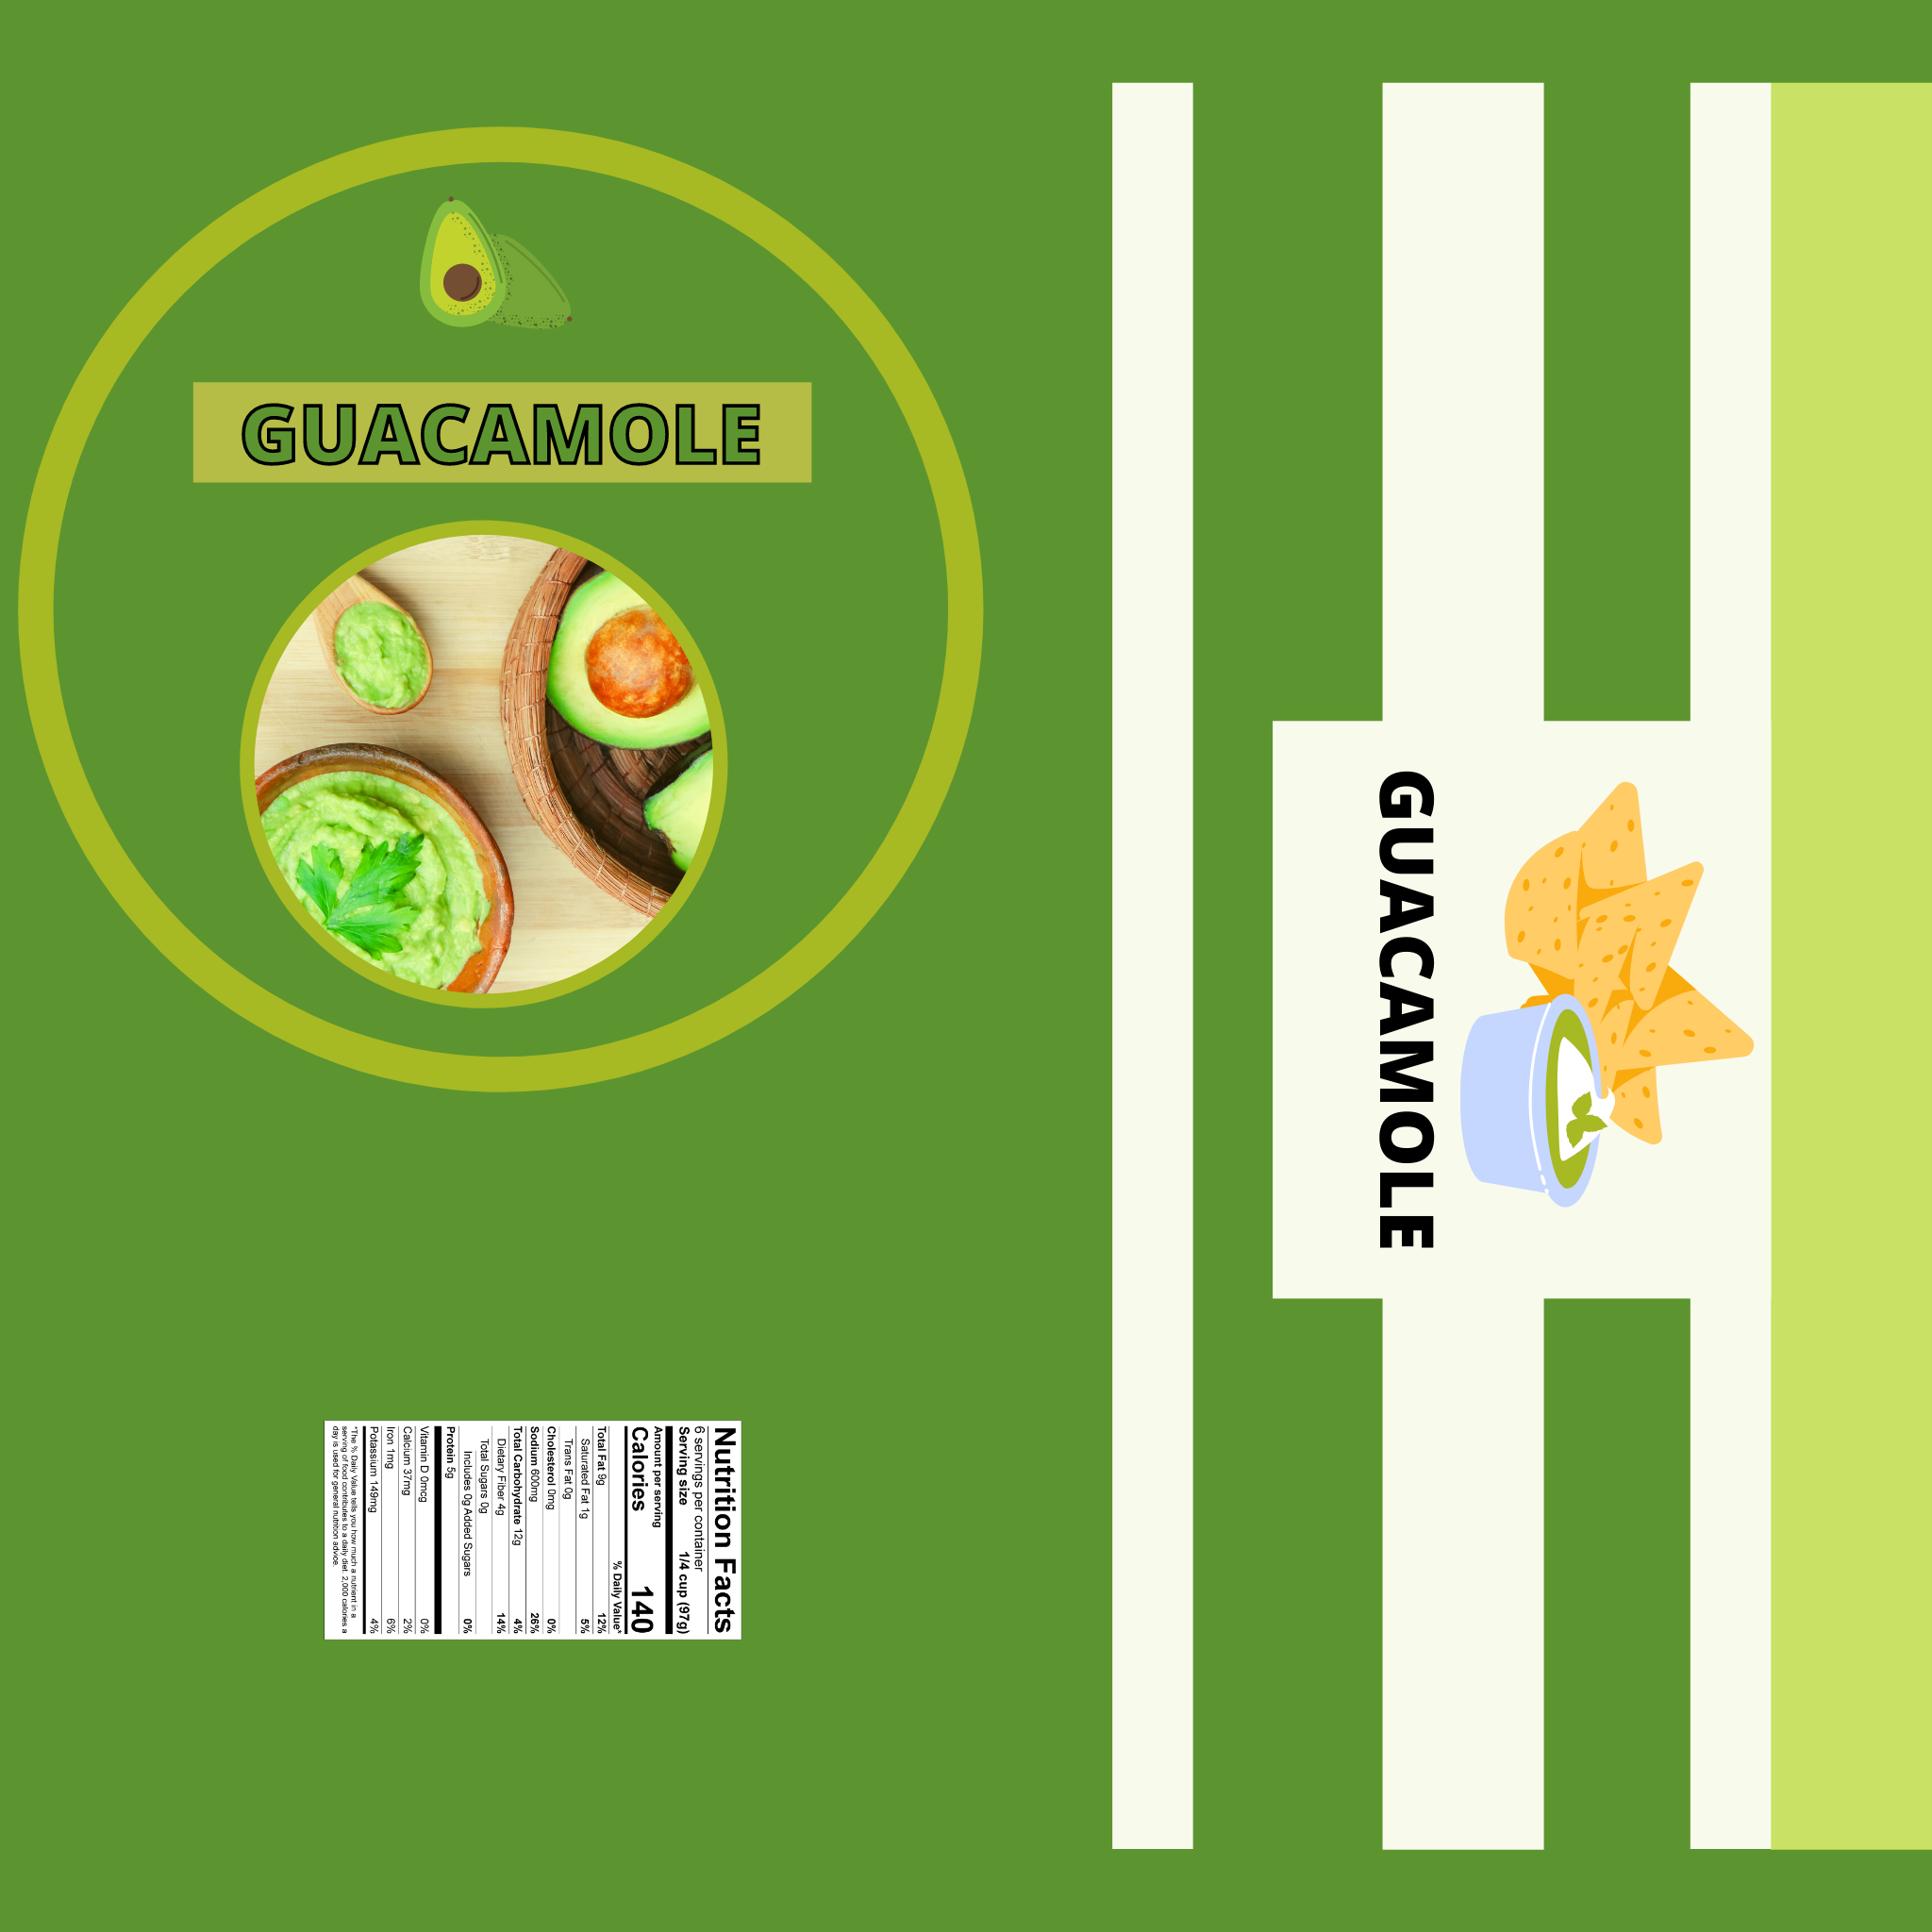 GUACAMOLE
GUACAMOLE
Nutrition Facts
6 servings per container
Serving size 1/4 cup (97g)
Amount per serving
Calories 140
% Daily Value*
Total Fat 9g 12%
Saturated Fat 1g 5%
Trans Fat 0g
Cholesterol 0mg 0%
Sodium 600mg 26%
Total Carbohydrate 12g 4%
Dietary Fiber 4g 14%
Total Sugars 0g
Includes 0g Added Sugars 0%
Protein 5g
Vitamin D 0mcg 0%
Calcium 37mg 2%
Iron 1mg 6%
Potassium 149mg 4%
*The % Daily Value tells you how much a nutrient in a
serving of food contributes to a daily diet. 2,000 calories a
day is used for general nutrition advice.